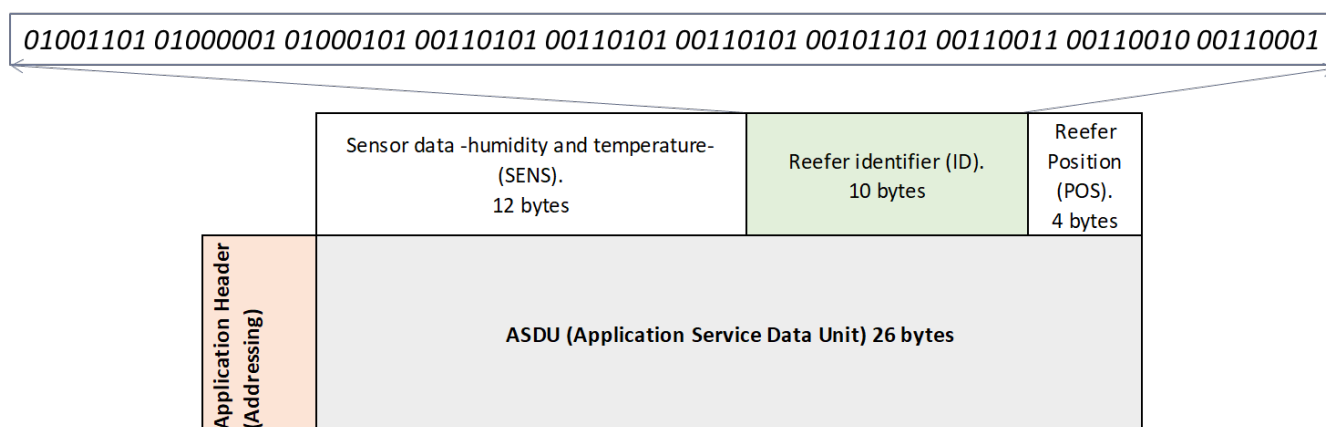 01001101 01000001 01000101 00110101 00110101 00110101 00101101 00110011 00110010 00110001
Sensor data -humidity and temperature-
(SENS).
12 bytes
Reefer identifier (ID).
10 bytes
Reefer
Position
(POS).
4 bytes
Application Header
(Addressing)
ASDU (Application Service Data Unit) 26 bytes